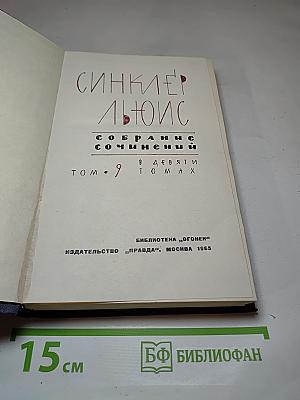 СИНКЛЕР
ЛЬЮИС
СОБРАНИЕ
СОЧИНЕНИЙ
В ДЕВЯТИ
ТОМ • 9 ТОМАХ
БИБЛИОТЕКА „ОГОНЕК"
ИЗДАТЕЛЬСТВО „ПРАВДА". МОСКВА 1965
15 см
БФ БИБЛИОФАН